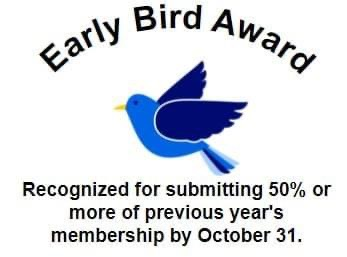 Early Bird Award
Recognized for submitting 50% or
more of previous year's
membership by October 31.